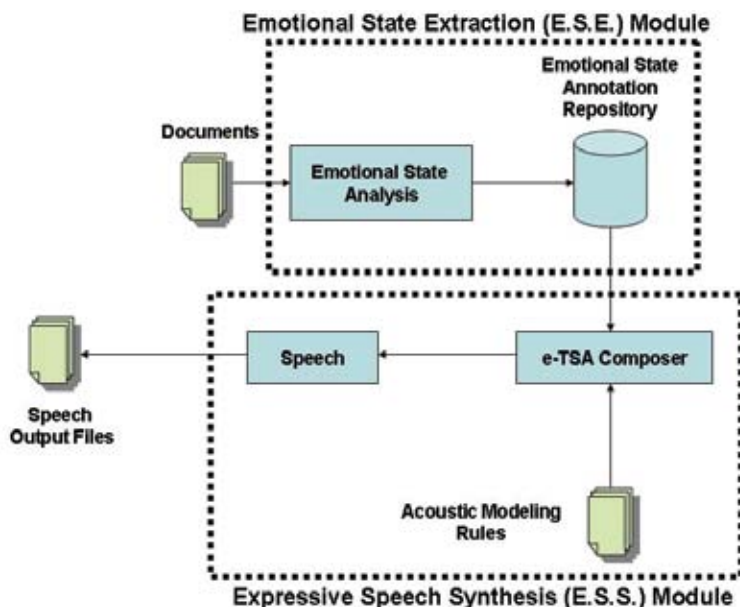 Emotional State Extraction (E.S.E.) Module
Emotional State
Annotation
Repository
Documents
Emotional State
Analysis
Speech
e-TSA Composer
Speech
Output Files
Acoustic Modeling
Rules
Expressive Speech Synthesis (E.S.S.) Module